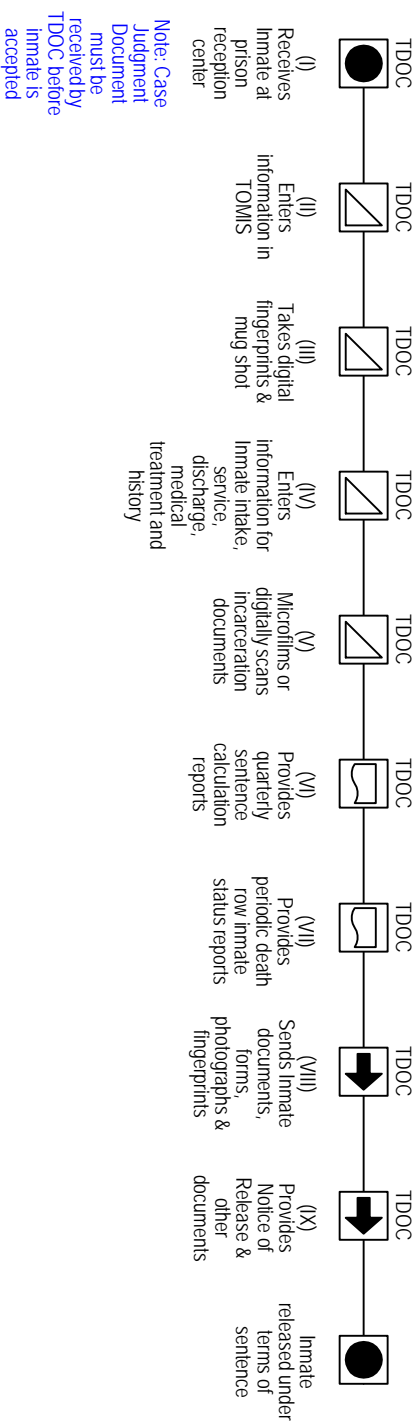 TDOC
(I)
Receives
Inmate at
prison
reception
center
Note: Case
Judgment
Document
must be
received by
TDOC before
inmate is
accepted
TDOC
(II)
Enters
information in
TOMIS
TDOC
(III)
Takes digital
fingerprints &
mug shot
TDOC
(IV)
Enters
information for
Inmate intake,
service,
discharge,
medical
treatment and
history
TDOC
(V)
Microfilms or
digitally scans
incarceration
documents
TDOC
(VI)
Provides
quarterly
sentence
calculation
reports
TDOC
(VII)
Provides
periodic death
row inmate
status reports
TDOC
(VIII)
Sends Inmate
documents,
forms,
photographs &
fingerprints
TDOC
(IX)
Provides
Notice of
Release &
other
documents
Inmate
released under
terms of
sentence